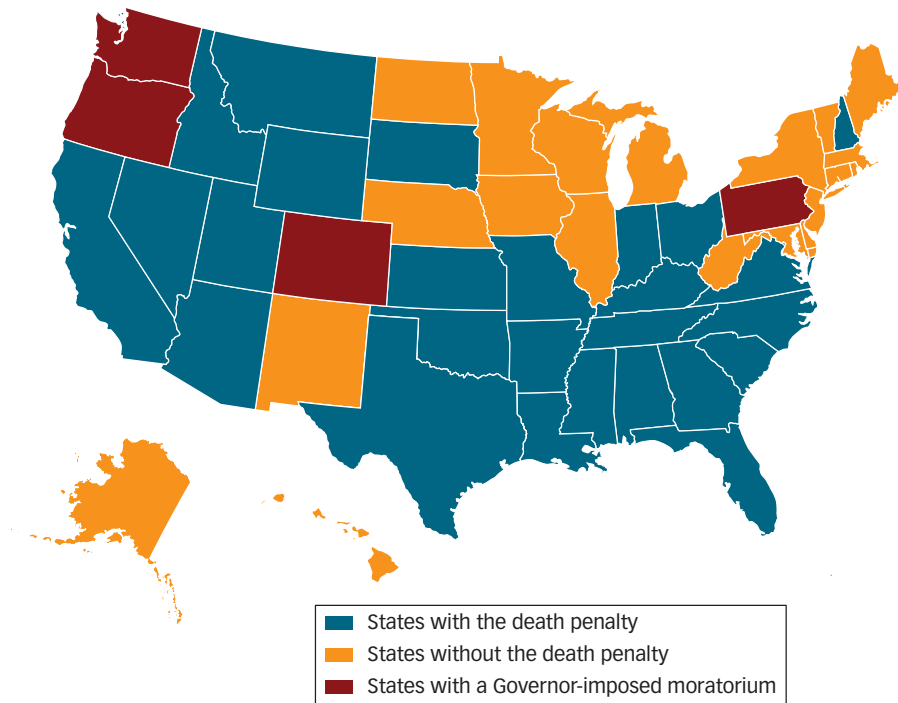 States with the death penalty
States without the death penalty
States with a Governor-imposed moratorium